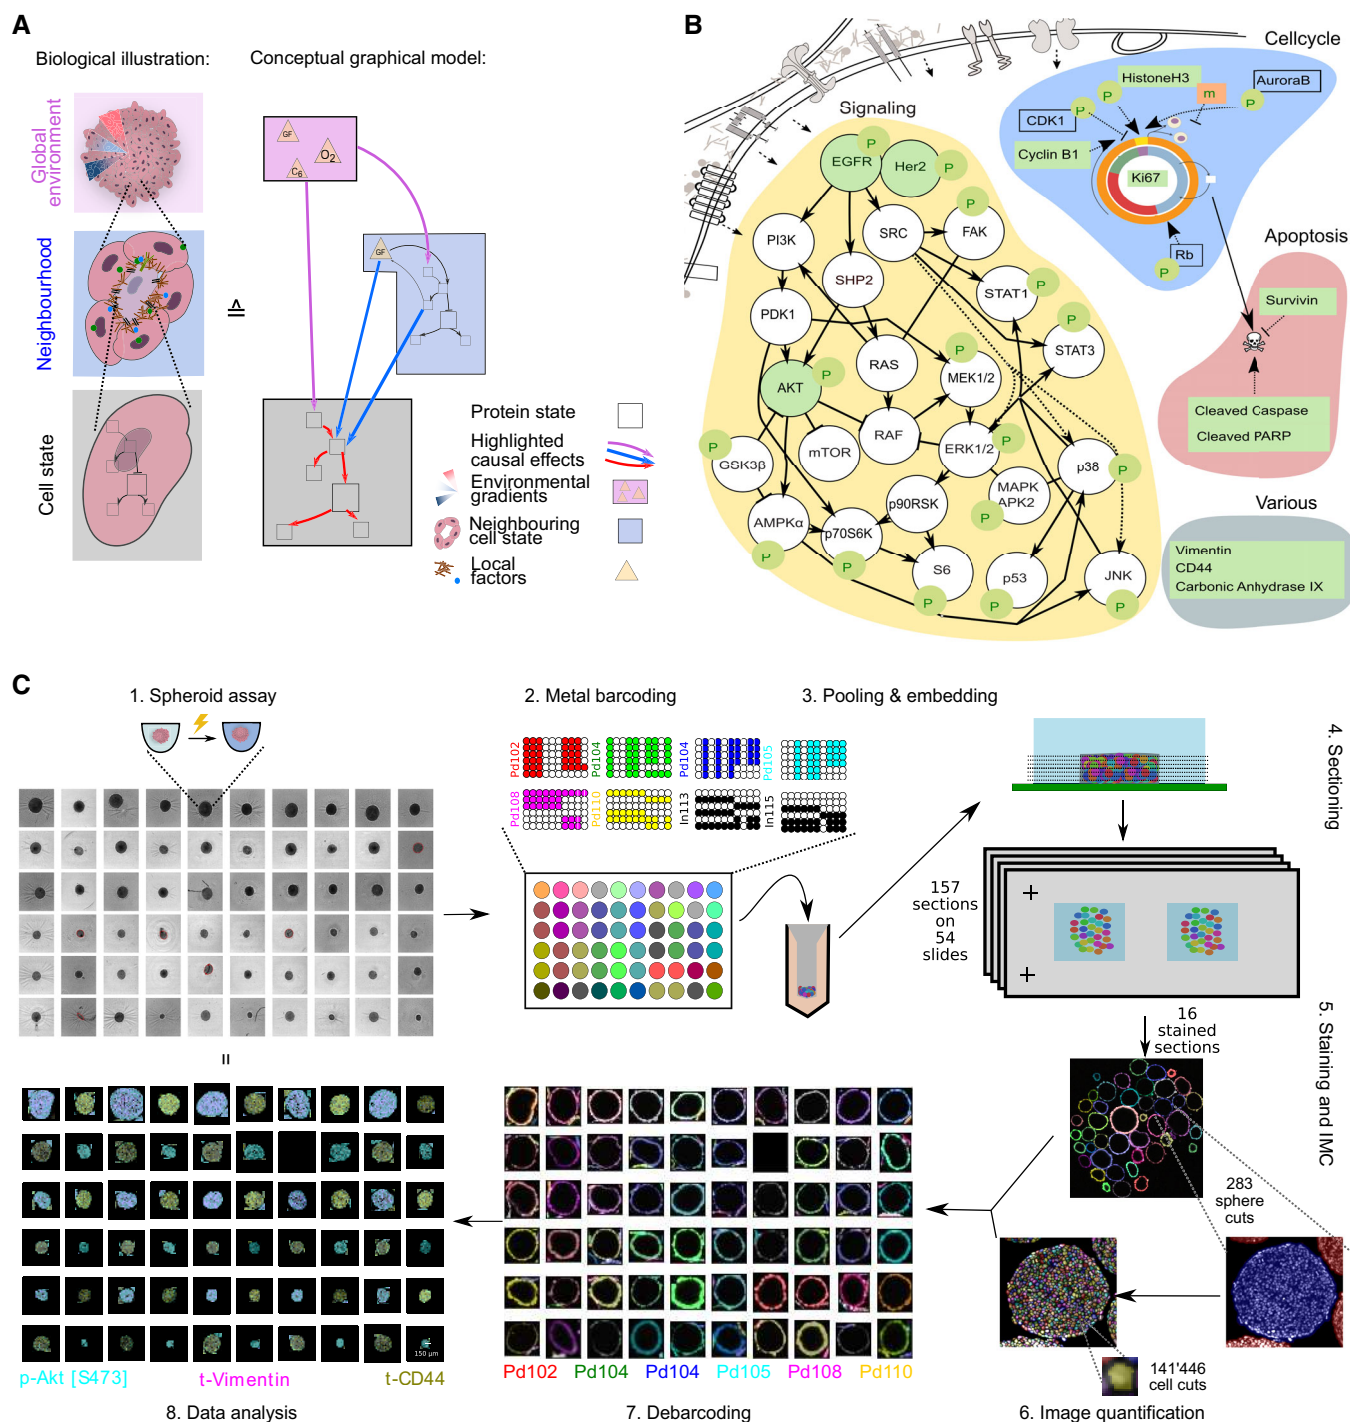 A
Biological illustration:
Conceptual graphical model:
Global
environment
Neighbourhood
Cell state
GF
O2
C6
≙
GF
Protein state
Highlighted
causal effects
Environmental
gradients
Neighbouring
cell state
Local
factors
B
Signaling
EGFR
P
Her2
P
PI3K
SRC
FAK
P
SHP2
STAT1
P
PDK1
STAT3
P
RAS
MEK1/2
P
AKT
P
RAF
mTOR
ERK1/2
P
GSK3β
P
p38
P
MAPK
APK2
P
p90RSK
AMPKα
P
p70S6K
P
S6
P
p53
P
JNK
P
Cellcycle
HistoneH3
P
m
AuroraB
P
CDK1
P
Cyclin B1
Ki67
Rb
P
Apoptosis
Survivin
Cleaved Caspase
Cleaved PARP
Various
Vimentin
CD44
Carbonic Anhydrase IX
C
1. Spheroid assay
2. Metal barcoding
Pd102
Pd104
Pd104
Pd105
Pd108
Pd110
In113
In115
3. Pooling & embedding
4. Sectioning
157
sections
on
54
slides
5. Staining and IMC
16
stained
sections
283
sphere
cuts
141'446
cell cuts
6. Image quantification
Pd102
Pd104
Pd104
Pd105
Pd108
Pd110
7. Debarcoding
=
150 µm
p-Akt [S473]
t-Vimentin
t-CD44
8. Data analysis